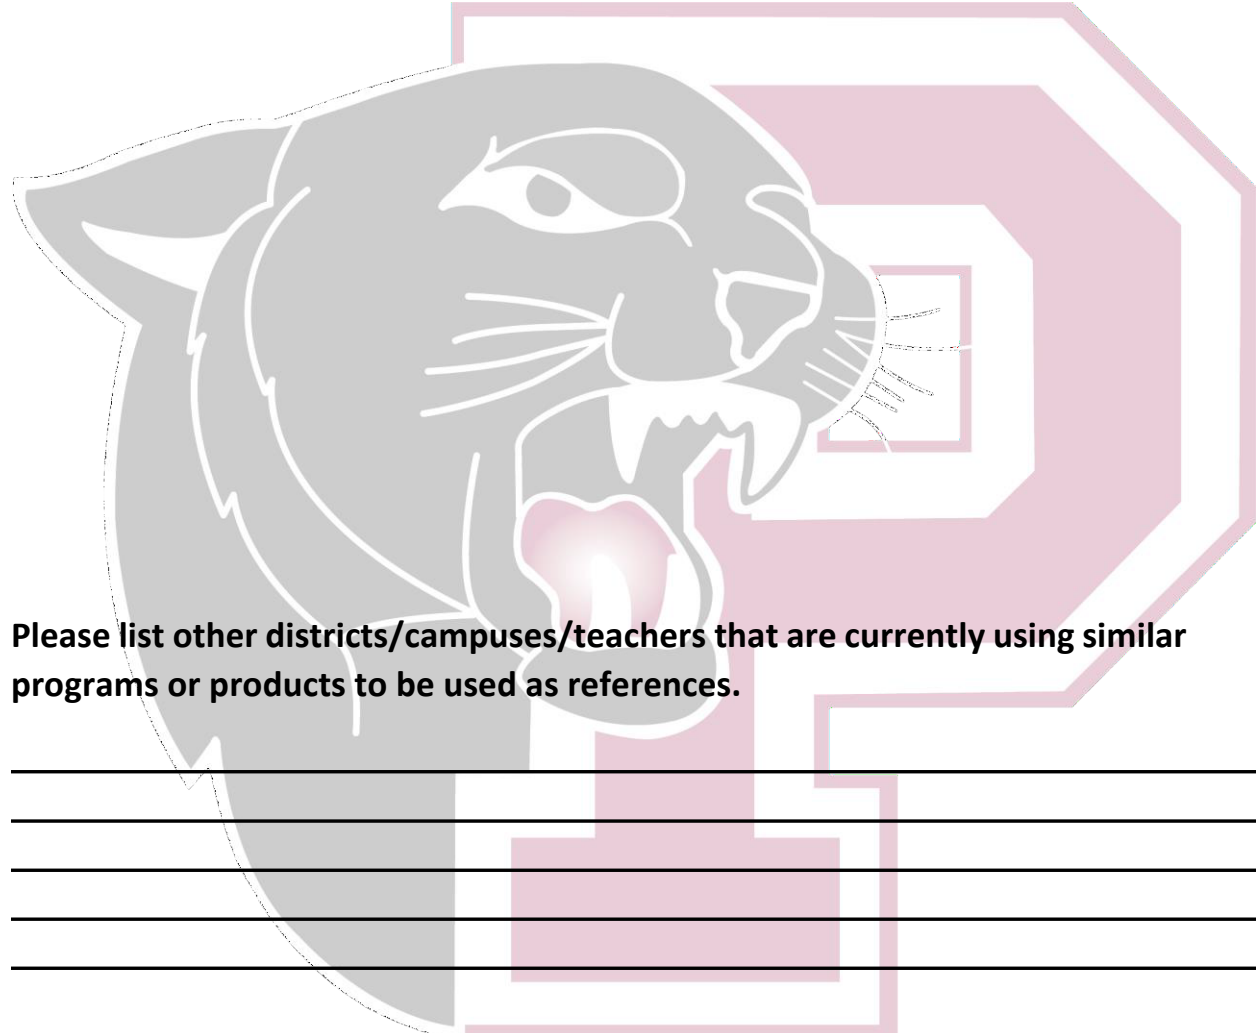 Please list other districts/campuses/teachers that are currently using similar
programs or products to be used as references.